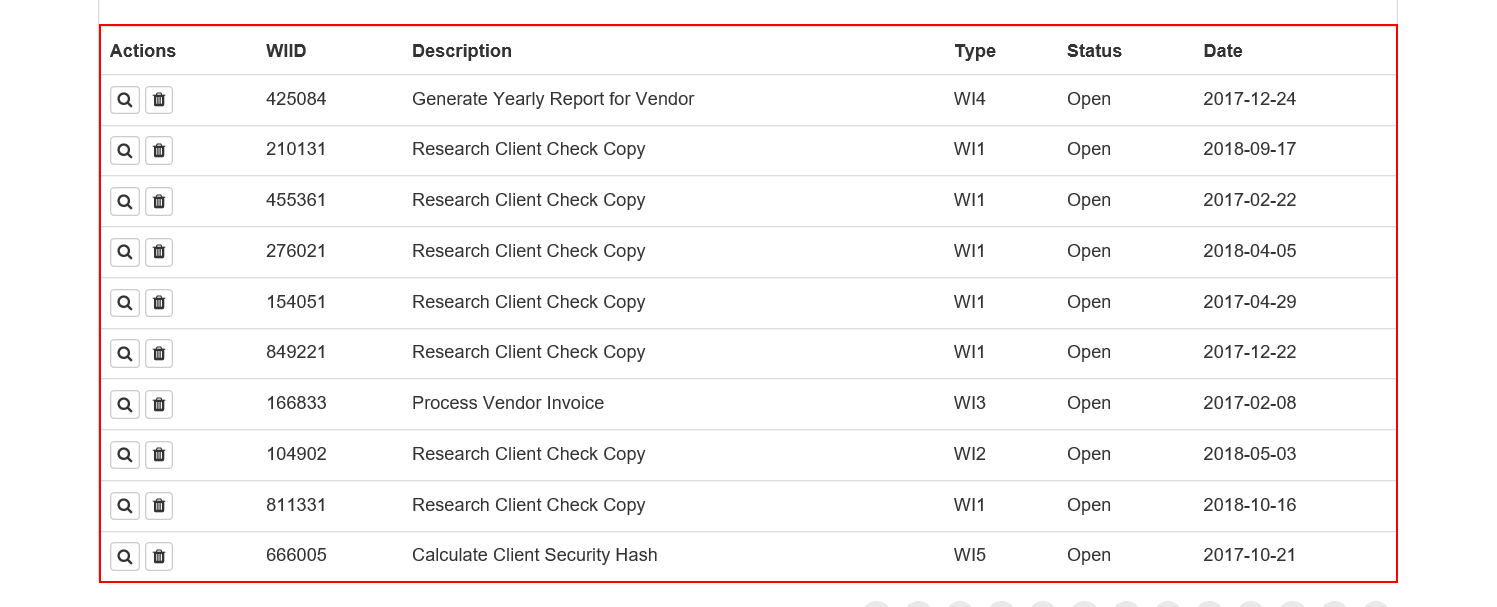 Actions WIID Description Type Status Date
425084 Generate Yearly Report for Vendor WI4 Open 2017-12-24
210131 Research Client Check Copy WI1 Open 2018-09-17
455361 Research Client Check Copy WI1 Open 2017-02-22
276021 Research Client Check Copy WI1 Open 2018-04-05
154051 Research Client Check Copy WI1 Open 2017-04-29
849221 Research Client Check Copy WI1 Open 2017-12-22
166833 Process Vendor Invoice WI3 Open 2017-02-08
104902 Research Client Check Copy WI2 Open 2018-05-03
811331 Research Client Check Copy WI1 Open 2018-10-16
666005 Calculate Client Security Hash WI5 Open 2017-10-21